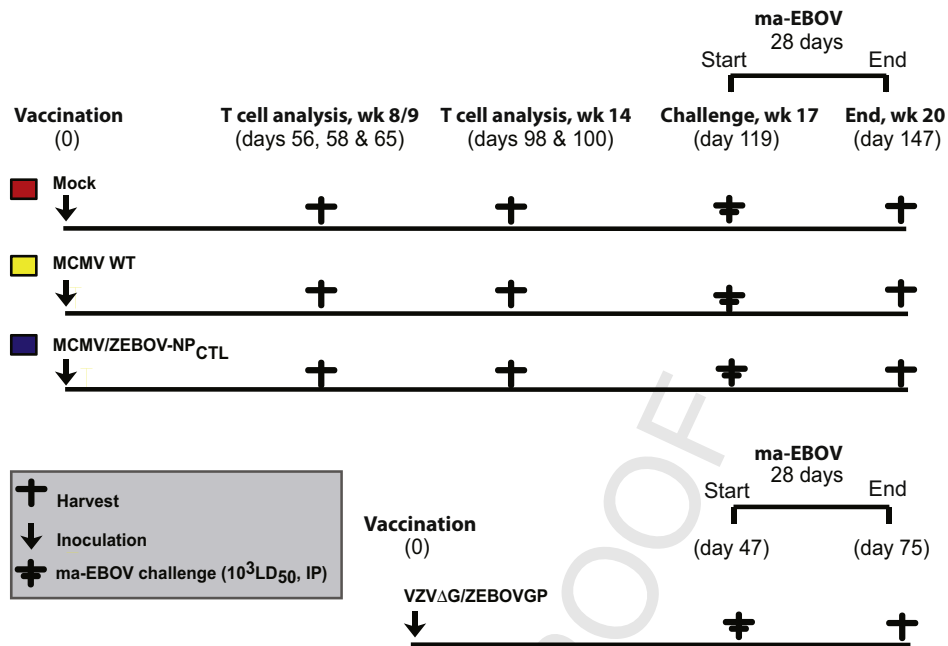 ma-EBOV
28 days
Start End
Vaccination T cell analysis, wk 8/9 T cell analysis, wk 14 Challenge, wk 17 End, wk 20
(0) (days 56, 58 & 65) (days 98 & 100) (day 119) (day 147)
Mock
MCMV WT
MCMV/ZEBOV-NPCTL
Harvest
Inoculation
ma-EBOV challenge (10³LD50, IP)
ma-EBOV
28 days
Start End
Vaccination
(0) (day 47) (day 75)
VZVΔG/ZEBOVGP
ROOF